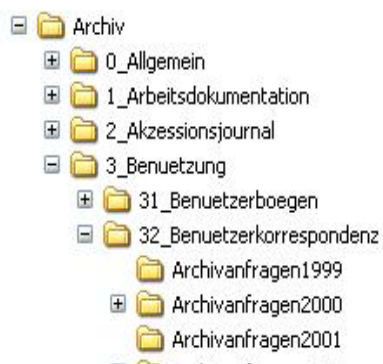 Archiv
0_Allgemein
1_Arbeitsdokumentation
2_Akzessionsjournal
3_Benuetzung
31_Benuetzerboegen
32_Benuetzerkorrespondenz
Archivanfragen1999
Archivanfragen2000
Archivanfragen2001